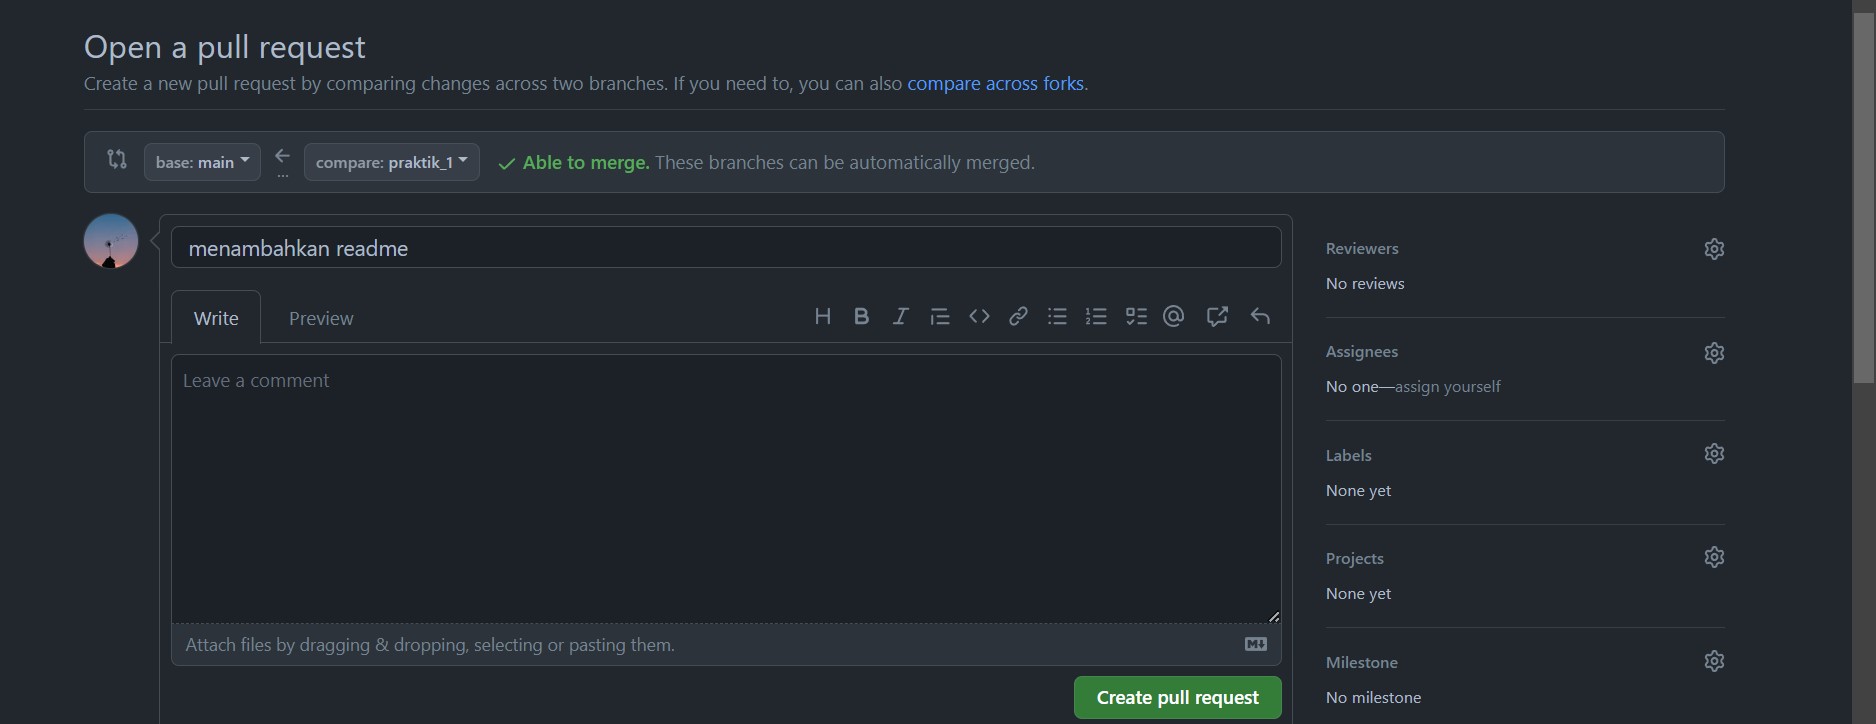 Open a pull request
Create a new pull request by comparing changes across two branches. If you need to, you can also compare across forks.
base: main
compare: praktik_1
Able to merge. These branches can be automatically merged.
menambahkan readme
Write
Preview
Leave a comment
Attach files by dragging & dropping, selecting or pasting them.
Create pull request
Reviewers
No reviews
Assignees
No one—assign yourself
Labels
None yet
Projects
None yet
Milestone
No milestone